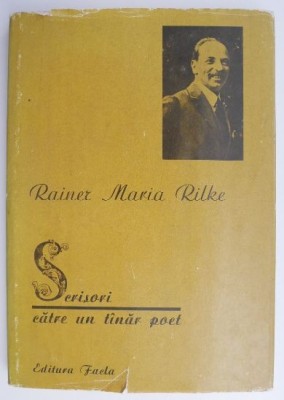 Rainer Maria Rilke
Scrisori
către un tînăr poet
Editura Facla